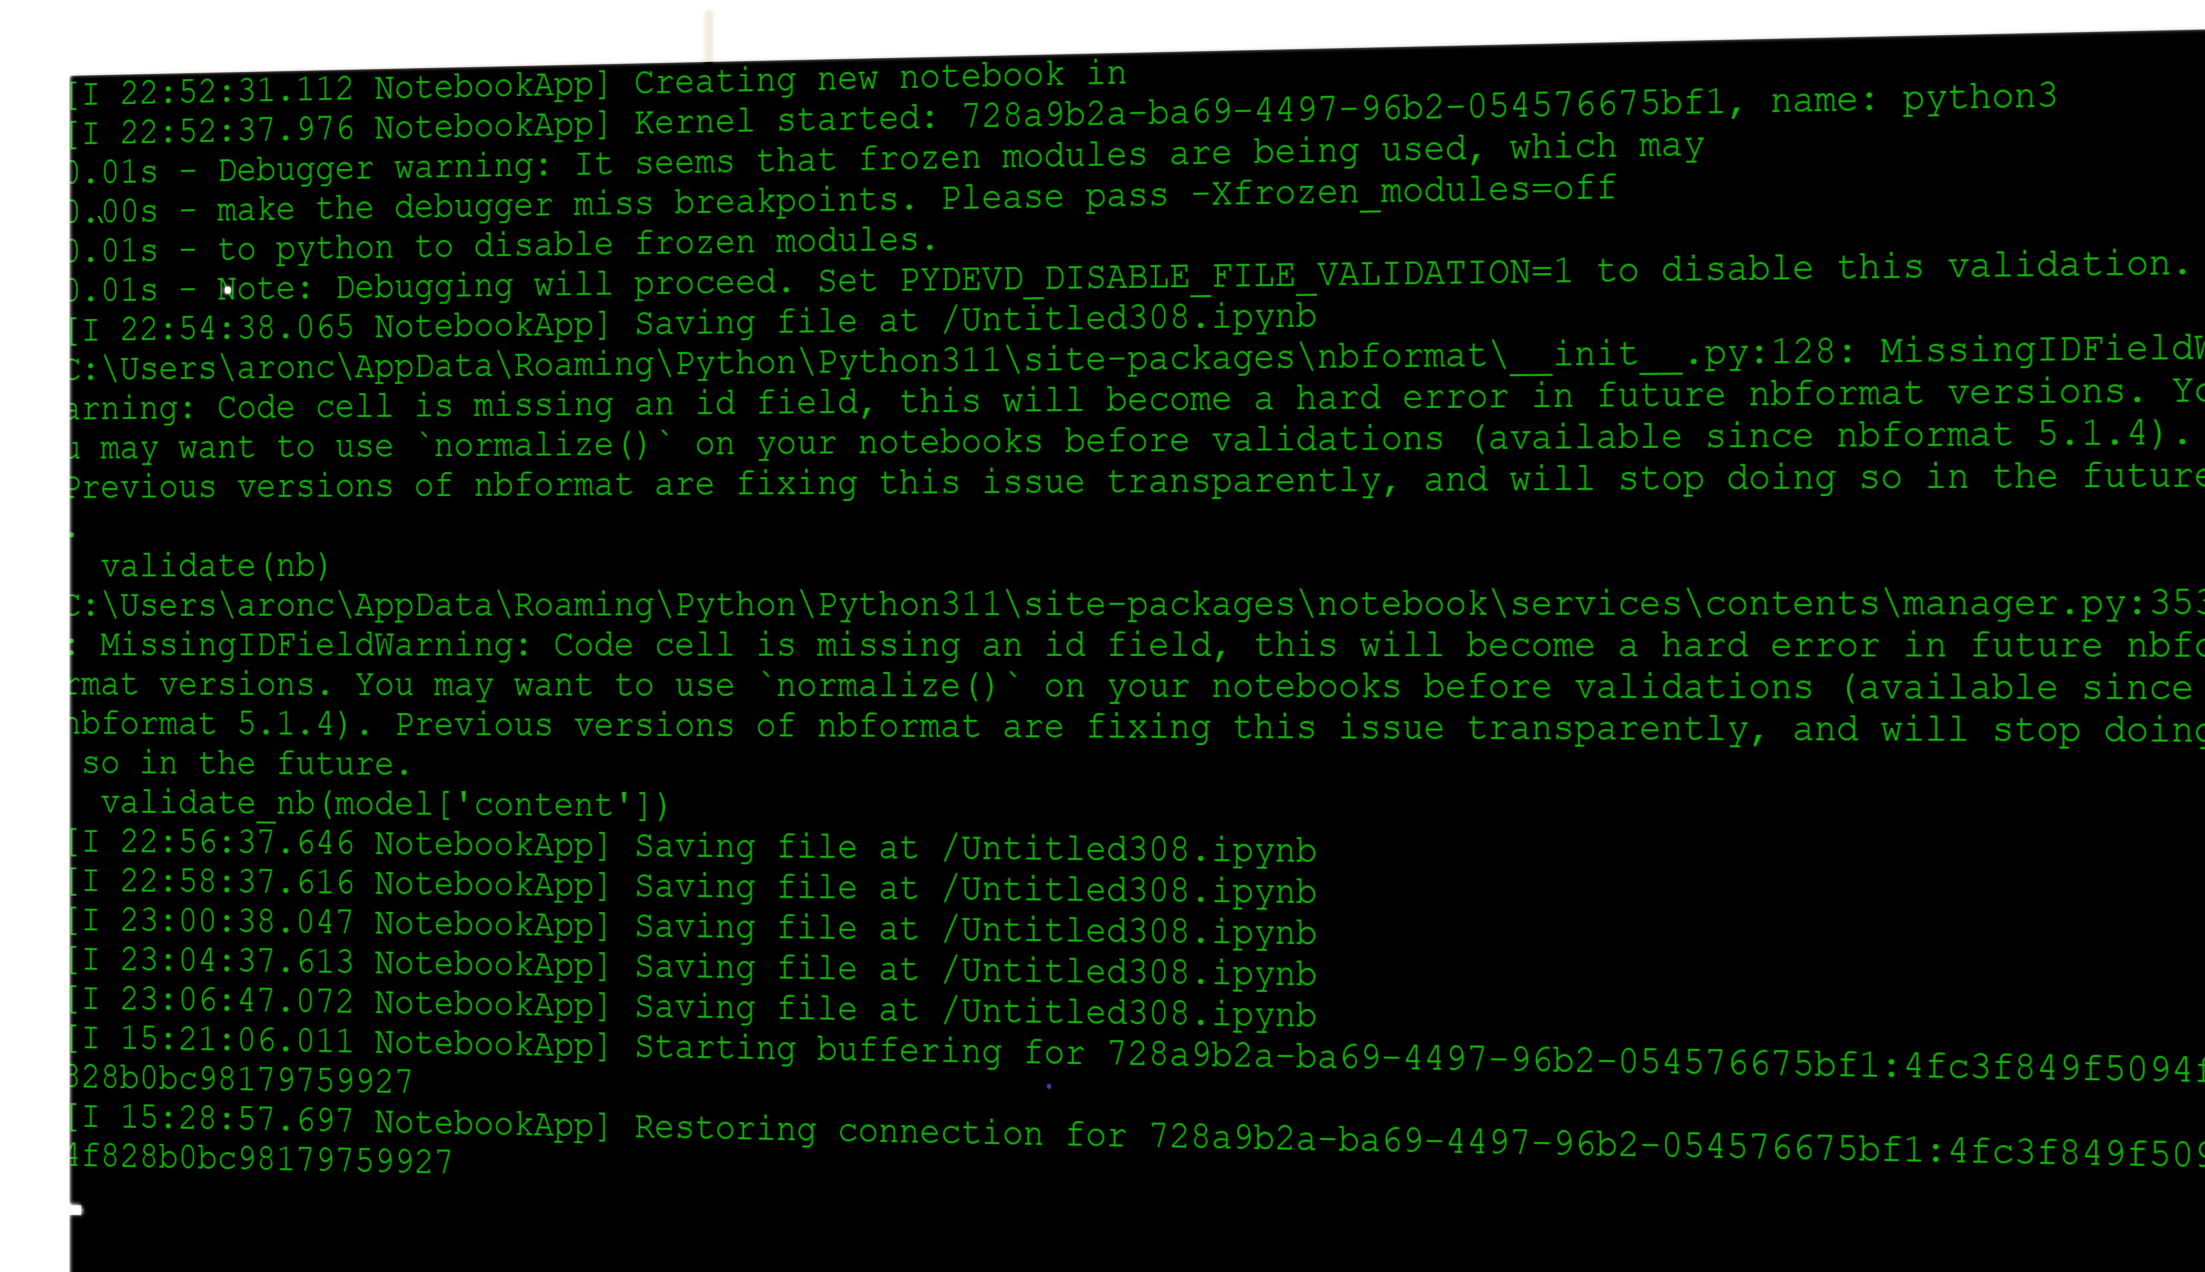 [I 22:52:31.112 NotebookApp] Creating new notebook in
[I 22:52:37.976 NotebookApp] Kernel started: 728a9b2a-ba69-4497-96b2-054576675bf1, name: python3
0.01s - Debugger warning: It seems that frozen modules are being used, which may
0.00s - make the debugger miss breakpoints. Please pass -Xfrozen_modules=off
0.01s - to python to disable frozen modules.
0.01s - Note: Debugging will proceed. Set PYDEVD_DISABLE_FILE_VALIDATION=1 to disable this validation.
[I 22:54:38.065 NotebookApp] Saving file at /Untitled308.ipynb
C:\Users\aronc\AppData\Roaming\Python\Python311\site-packages\nbformat\__init__.py:128: MissingIDFieldW
arning: Code cell is missing an id field, this will become a hard error in future nbformat versions. Yo
u may want to use `normalize()` on your notebooks before validations (available since nbformat 5.1.4).
Previous versions of nbformat are fixing this issue transparently, and will stop doing so in the future
.
validate(nb)
C:\Users\aronc\AppData\Roaming\Python\Python311\site-packages\notebook\services\contents\manager.py:353
: MissingIDFieldWarning: Code cell is missing an id field, this will become a hard error in future nbfo
rmat versions. You may want to use `normalize()` on your notebooks before validations (available since
nbformat 5.1.4). Previous versions of nbformat are fixing this issue transparently, and will stop doing
so in the future.
validate_nb(model['content'])
[I 22:56:37.646 NotebookApp] Saving file at /Untitled308.ipynb
[I 22:58:37.616 NotebookApp] Saving file at /Untitled308.ipynb
[I 23:00:38.047 NotebookApp] Saving file at /Untitled308.ipynb
[I 23:04:37.613 NotebookApp] Saving file at /Untitled308.ipynb
[I 23:06:47.072 NotebookApp] Saving file at /Untitled308.ipynb
[I 15:21:06.011 NotebookApp] Starting buffering for 728a9b2a-ba69-4497-96b2-054576675bf1:4fc3f849f5094f
828b0bc98179759927
[I 15:28:57.697 NotebookApp] Restoring connection for 728a9b2a-ba69-4497-96b2-054576675bf1:4fc3f849f509
4f828b0bc98179759927